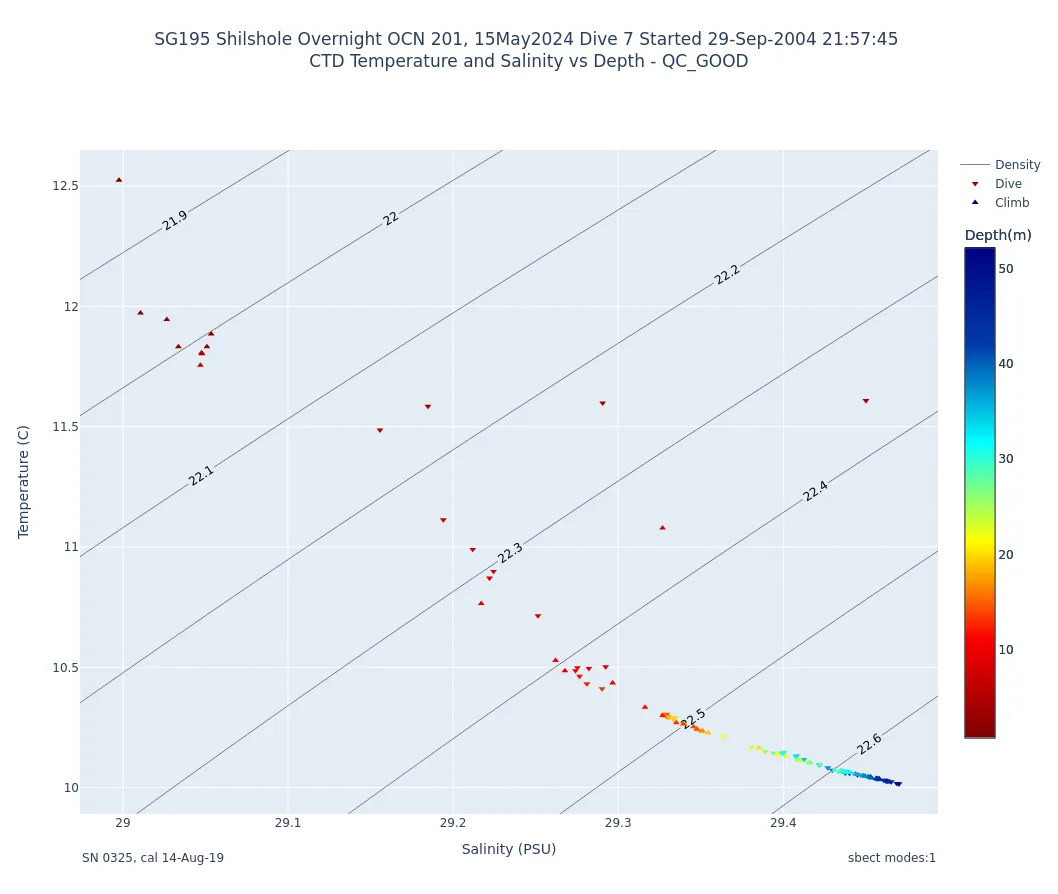 SG195 Shilshole Overnight OCN 201, 15May2024 Dive 7 Started 29-Sep-2004 21:57:45
CTD Temperature and Salinity vs Depth - QC_GOOD
Density
Dive
Climb
Depth(m)
50
40
30
20
10
12.5
12
11.5
11
10.5
10
Temperature (C)
21.9
22
22.2
22.1
22.4
22.3
22.5
22.6
29
29.1
29.2
29.3
29.4
Salinity (PSU)
SN 0325, cal 14-Aug-19
sbect modes:1